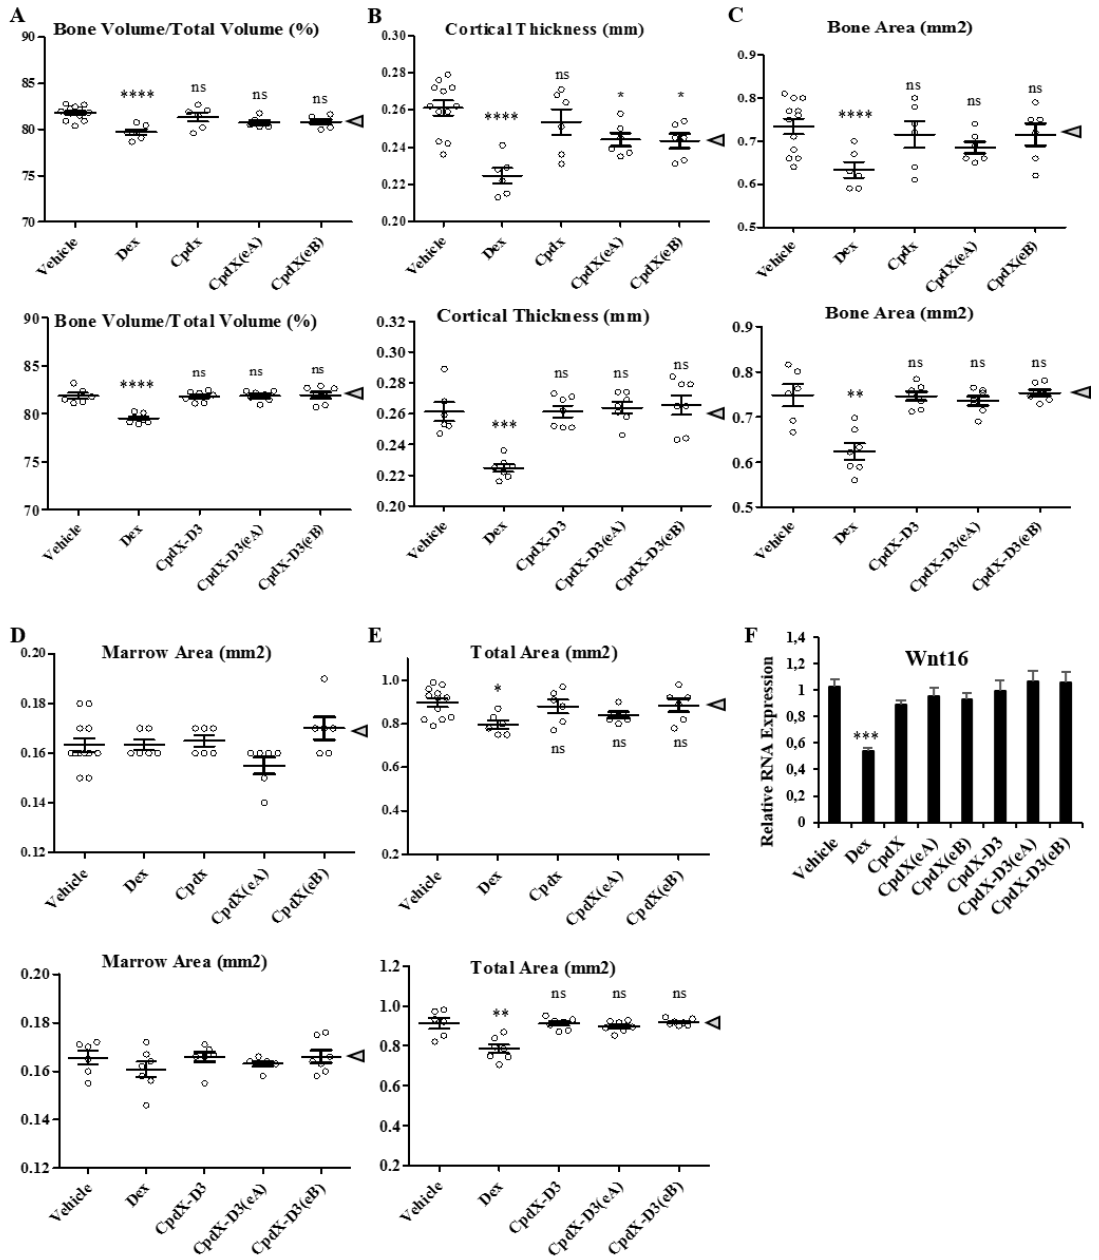 A
Bone Volume/Total Volume (%)
90
85
80
75
70
****
ns
ns
ns
Vehicle
Dex
Cpdx
CpdX(eA)
CpdX(eB)
B
Cortical Thickness (mm)
0.30
0.28
0.26
0.24
0.22
0.20
****
ns
*
*
Vehicle
Dex
Cpdx
CpdX(eA)
CpdX(eB)
C
Bone Area (mm2)
0.9
0.8
0.7
0.6
0.5
****
ns
ns
ns
Vehicle
Dex
Cpdx
CpdX(eA)
CpdX(eB)
Bone Volume/Total Volume (%)
90
85
80
75
70
****
ns
ns
ns
Vehicle
Dex
CpdX-D3
CpdX-D3(eA)
CpdX-D3(eB)
Cortical Thickness (mm)
0.32
0.30
0.28
0.26
0.24
0.22
0.20
***
ns
ns
ns
Vehicle
Dex
CpdX-D3
CpdX-D3(eA)
CpdX-D3(eB)
Bone Area (mm2)
0.9
0.8
0.7
0.6
0.5
**
ns
ns
ns
Vehicle
Dex
CpdX-D3
CpdX-D3(eA)
CpdX-D3(eB)
D
Marrow Area (mm2)
0.20
0.18
0.16
0.14
0.12
Vehicle
Dex
Cpdx
CpdX(eA)
CpdX(eB)
E
Total Area (mm2)
1.0
0.8
0.6
0.4
0.2
*
ns
ns
ns
Vehicle
Dex
Cpdx
CpdX(eA)
CpdX(eB)
F
Wnt16
Relative RNA Expression
1,4
1,2
1
0,8
0,6
0,4
0,2
0
***
Vehicle
Dex
CpdX
CpdX(eA)
CpdX(eB)
CpdX-D3
CpdX-D3(eA)
CpdX-D3(eB)
Marrow Area (mm2)
0.20
0.18
0.16
0.14
0.12
Vehicle
Dex
CpdX-D3
CpdX-D3(eA)
CpdX-D3(eB)
Total Area (mm2)
1.2
1.0
0.8
0.6
0.4
0.2
**
ns
ns
ns
Vehicle
Dex
CpdX-D3
CpdX-D3(eA)
CpdX-D3(eB)